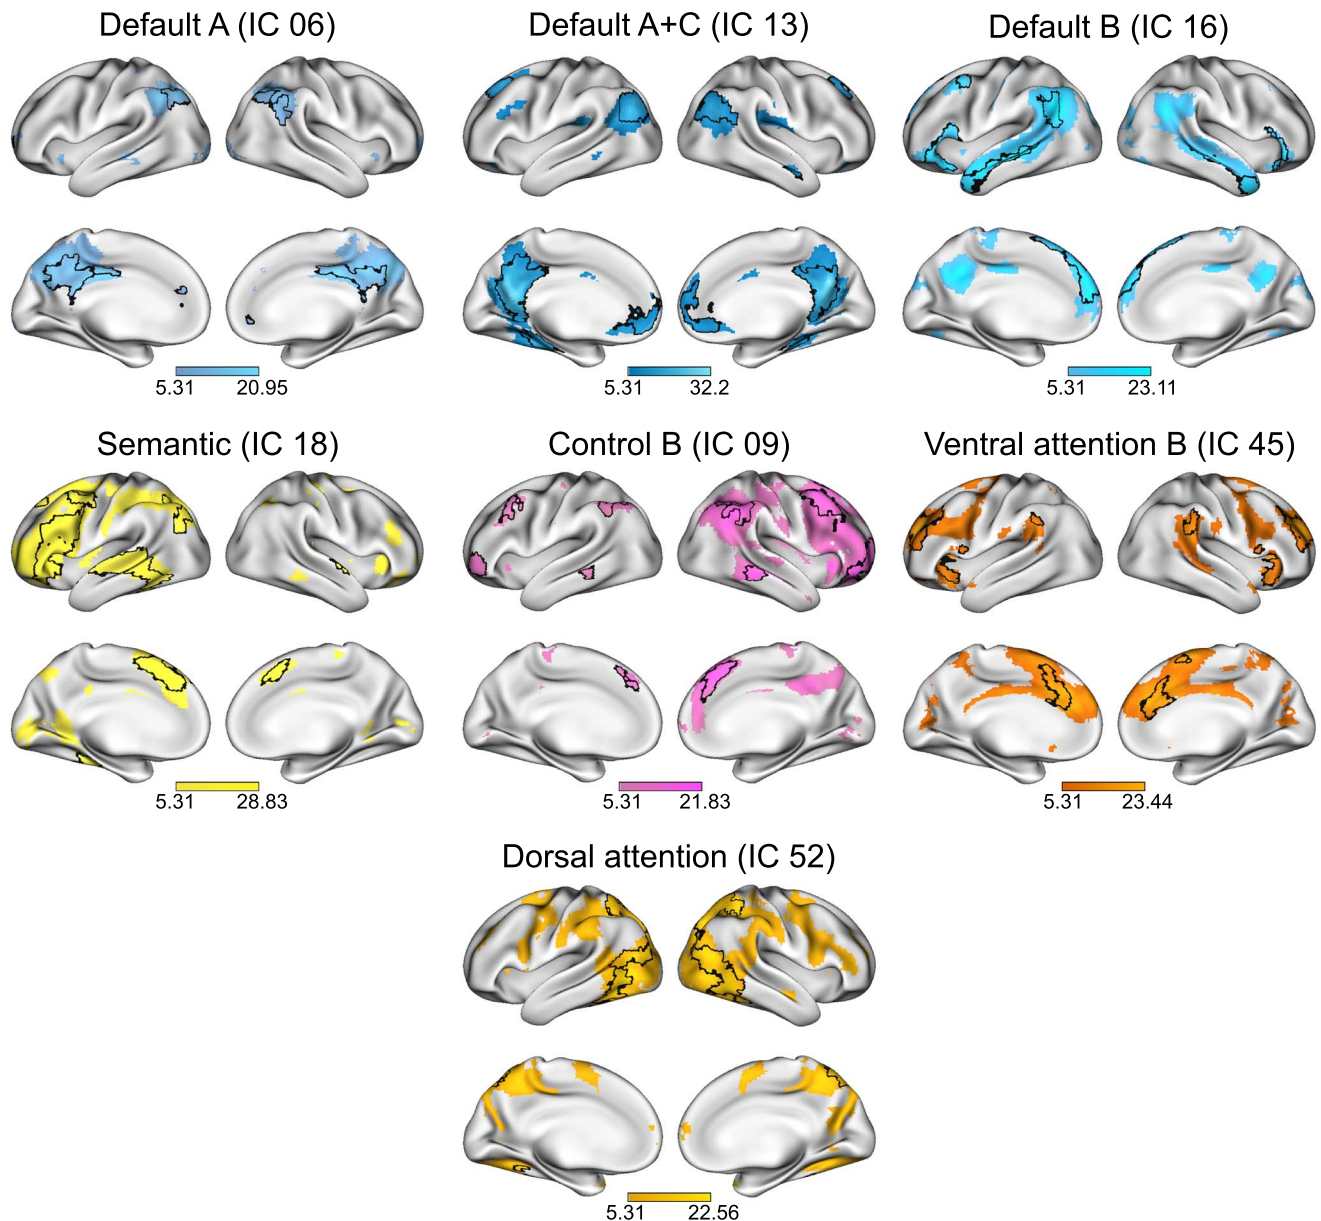 Default A (IC 06)
Default A+C (IC 13)
Default B (IC 16)
5.31 20.95
5.31 32.2
5.31 23.11
Semantic (IC 18)
Control B (IC 09)
Ventral attention B (IC 45)
5.31 28.83
5.31 21.83
5.31 23.44
Dorsal attention (IC 52)
5.31 22.56